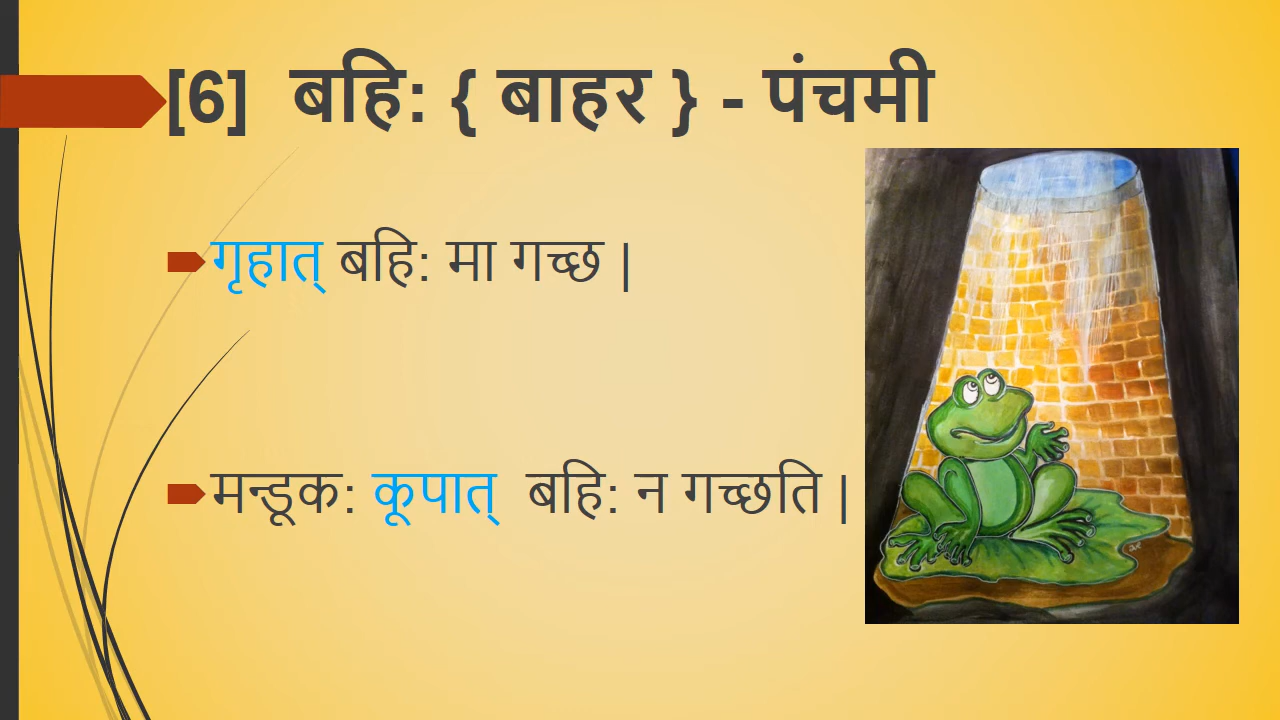 [6] बहि: { बाहर } - पंचमी
गृहात् बहि: मा गच्छ |
मन्डूक: कूपात् बहि: न गच्छति |